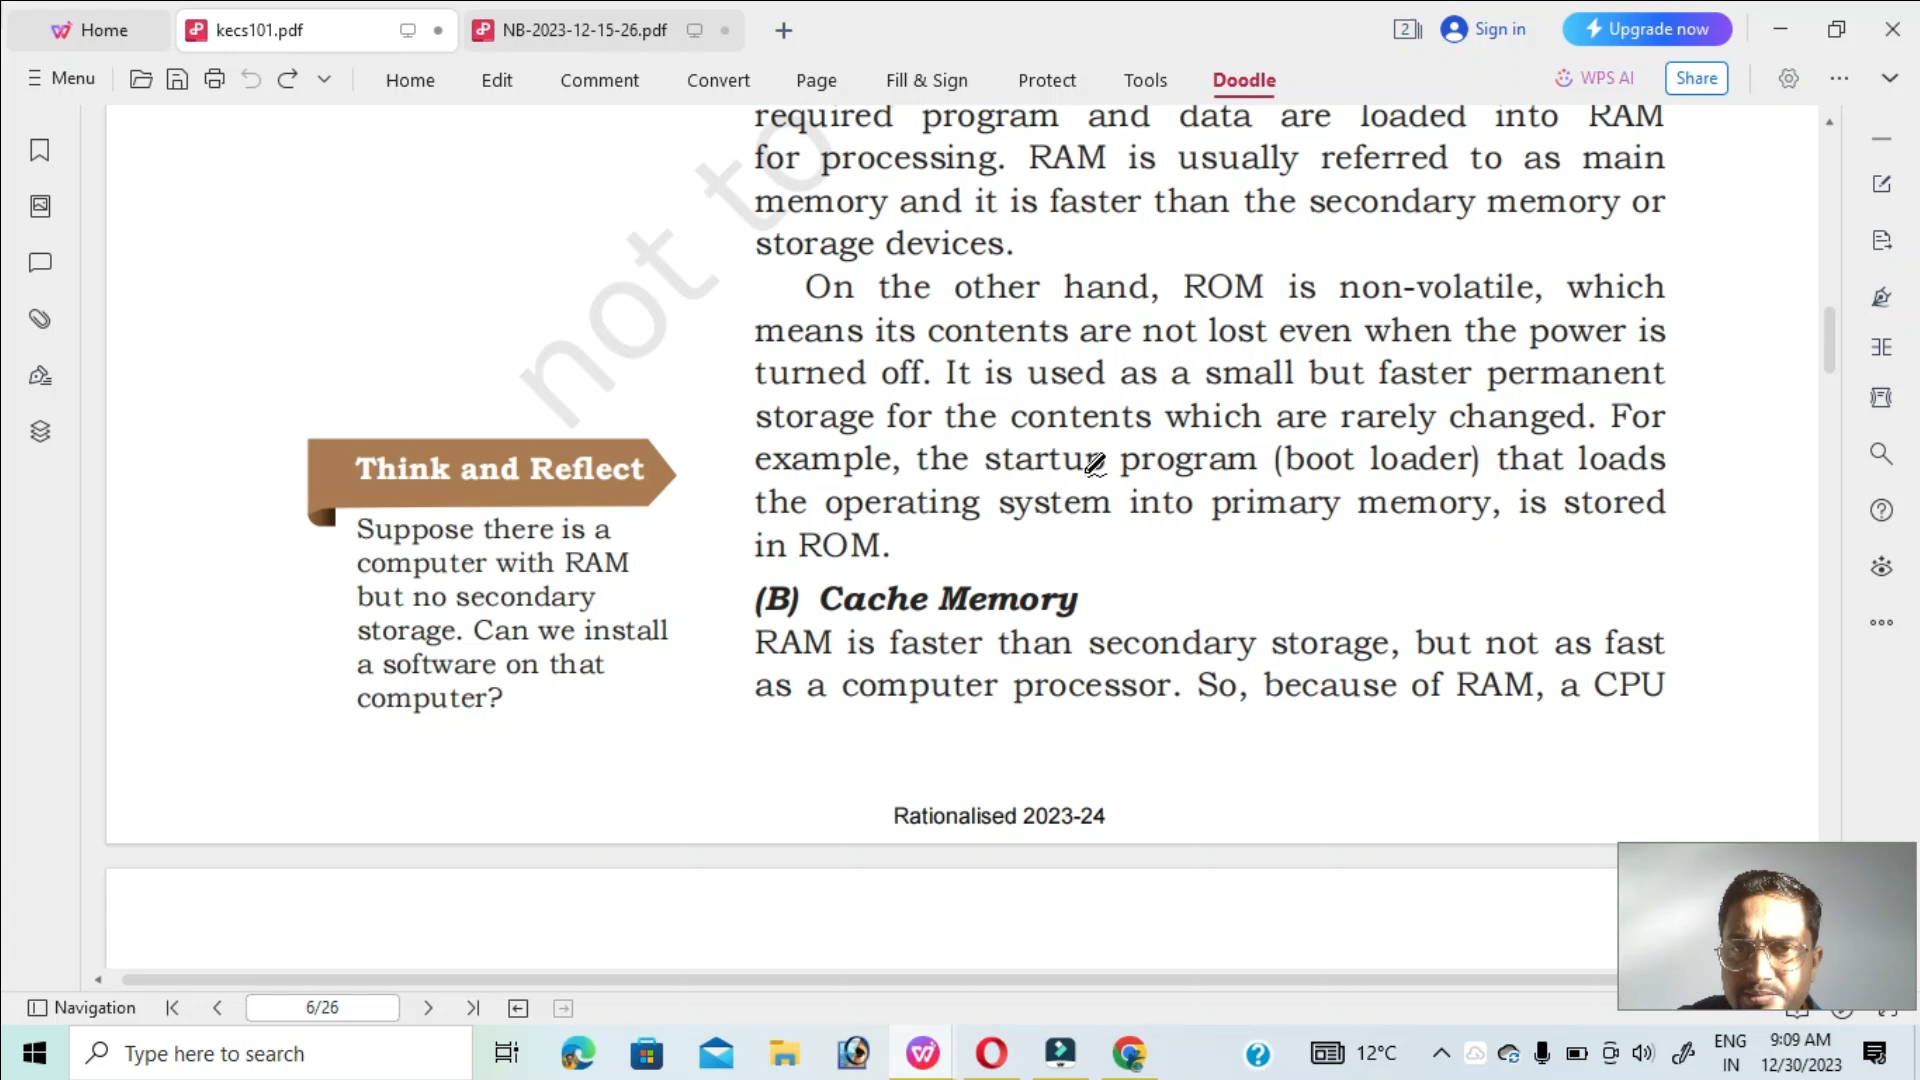 Home
kecs101.pdf
NB-2023-12-15-26.pdf
2
Sign in
Upgrade now
Menu
Home
Edit
Comment
Convert
Page
Fill & Sign
Protect
Tools
Doodle
WPS AI
Share
required program and data are loaded into RAM
for processing. RAM is usually referred to as main
memory and it is faster than the secondary memory or
storage devices.
On the other hand, ROM is non-volatile, which
means its contents are not lost even when the power is
turned off. It is used as a small but faster permanent
storage for the contents which are rarely changed. For
example, the startup program (boot loader) that loads
the operating system into primary memory, is stored
in ROM.
(B) Cache Memory
RAM is faster than secondary storage, but not as fast
as a computer processor. So, because of RAM, a CPU
not to
Think and Reflect
Suppose there is a
computer with RAM
but no secondary
storage. Can we install
a software on that
computer?
Rationalised 2023-24
Navigation
6/26
Type here to search
12°C
ENG
IN
9:09 AM
12/30/2023